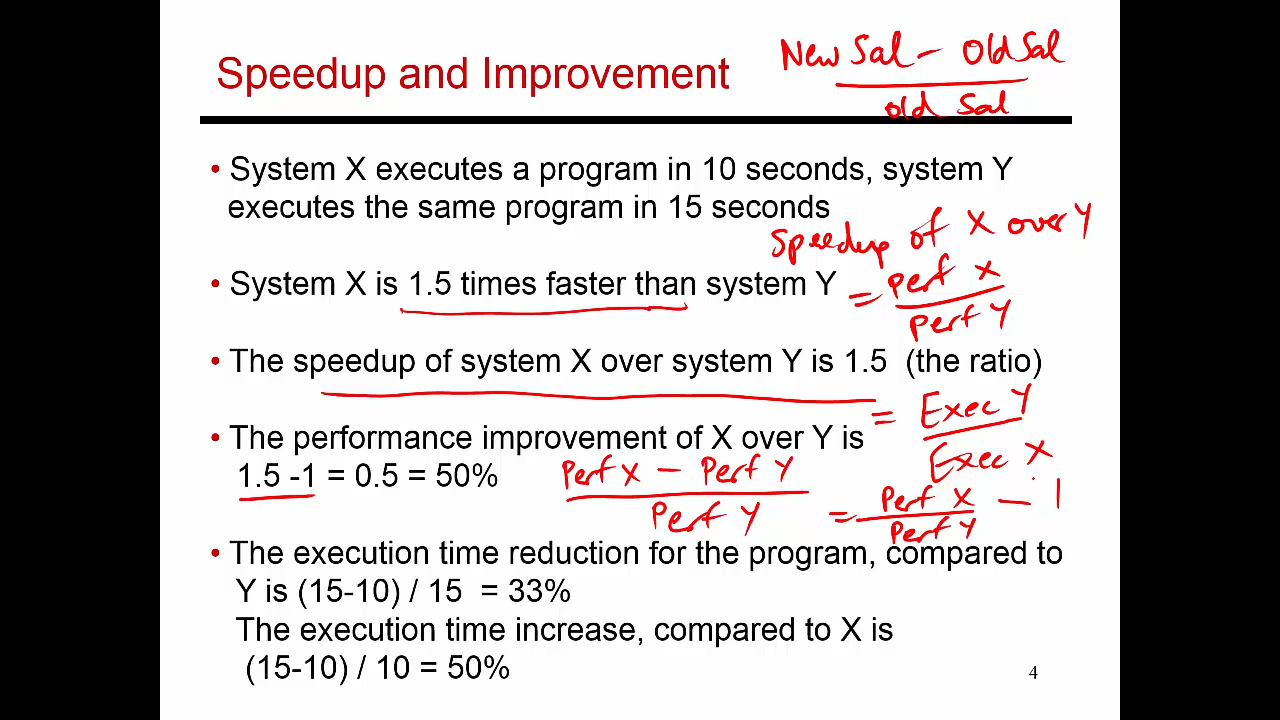 Speedup and Improvement
New Sal - Old Sal
old Sal
• System X executes a program in 10 seconds, system Y
executes the same program in 15 seconds
Speedup of X over Y
• System X is 1.5 times faster than system Y
= Perf X
Perf Y
• The speedup of system X over system Y is 1.5 (the ratio)
= Exec Y
Exec X
• The performance improvement of X over Y is
1.5 -1 = 0.5 = 50%
Perf X - Perf Y
Perf Y
= Perf X - 1
Perf Y
• The execution time reduction for the program, compared to
Y is (15-10) / 15 = 33%
The execution time increase, compared to X is
(15-10) / 10 = 50%
4